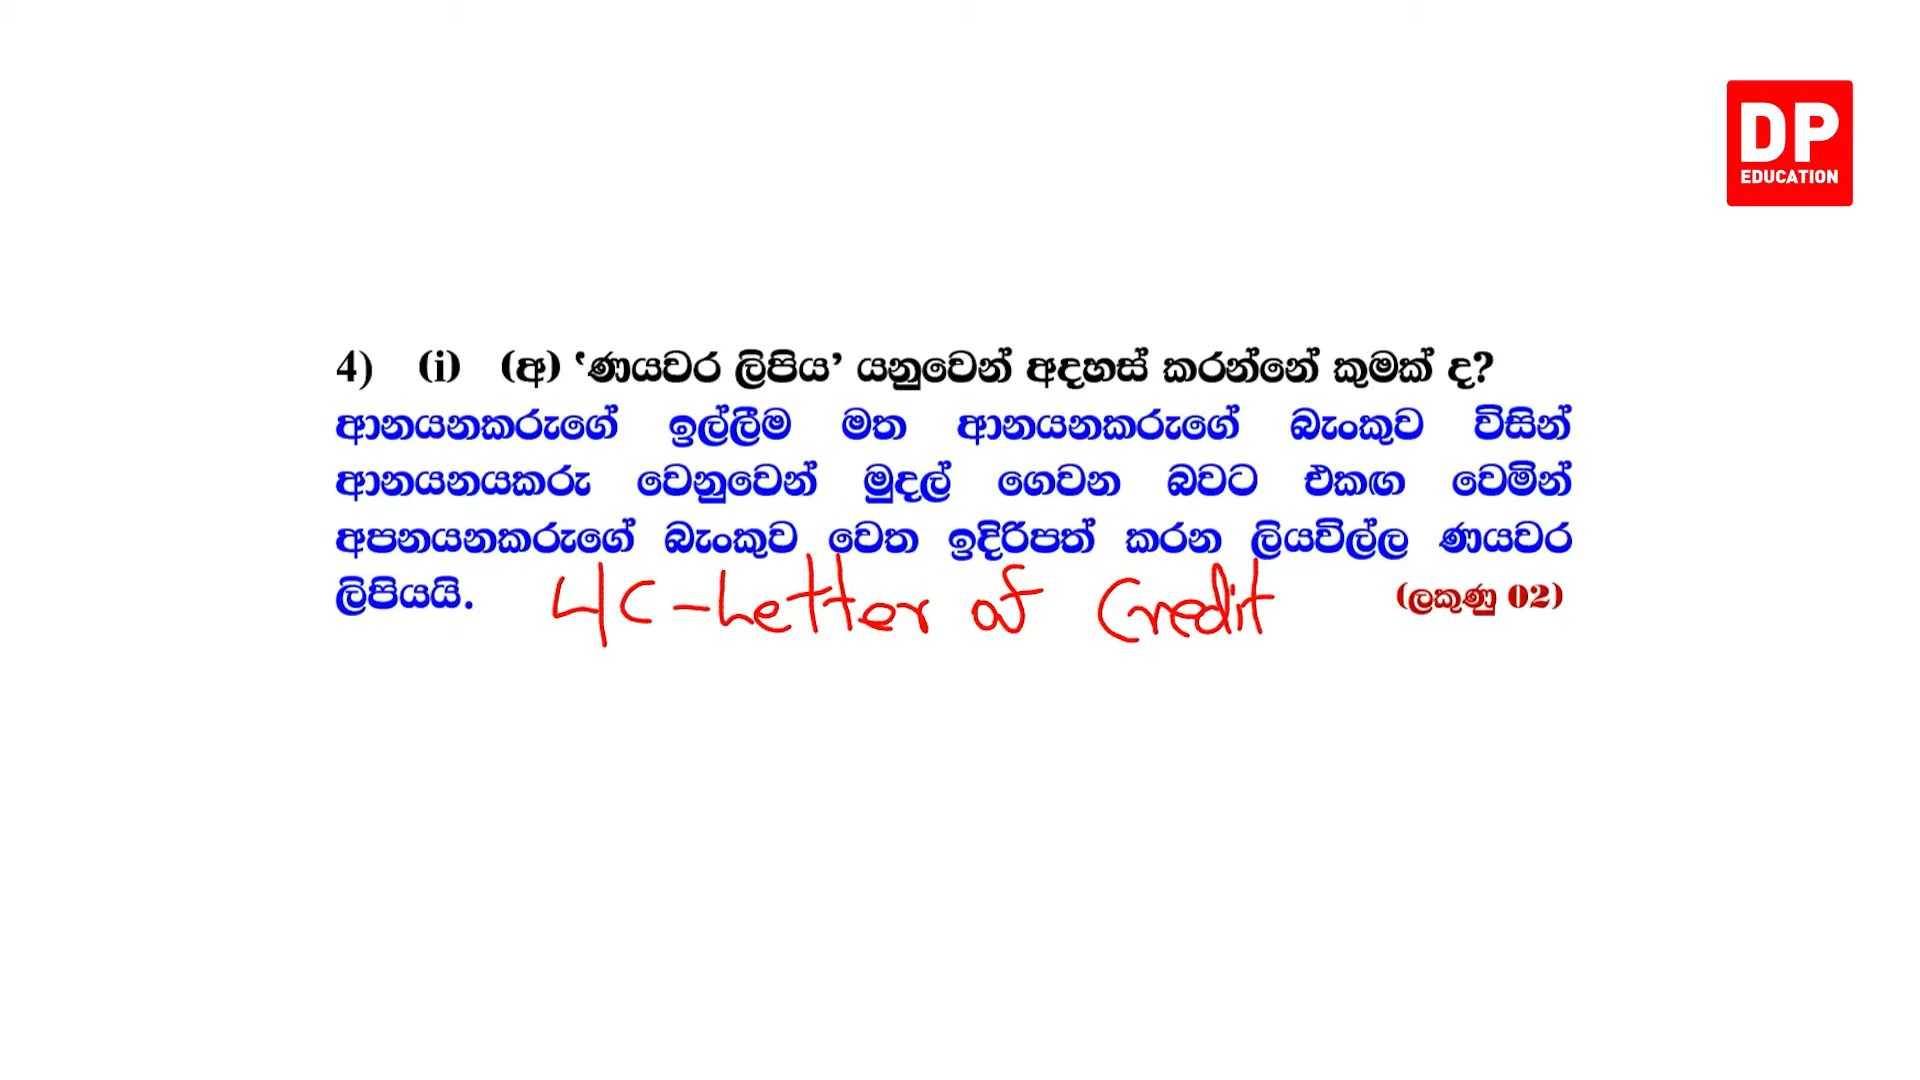 DP
EDUCATION
4) (i) (අ) ‘ණයවර ලිපිය’ යනුවෙන් අදහස් කරන්නේ කුමක් ද?
ආනයනකරුගේ ඉල්ලීම මත ආනයනකරුගේ බැංකුව විසින්
ආනයනයකරු වෙනුවෙන් මුදල් ගෙවන බවට එකඟ වෙමින්
අපනයනකරුගේ බැංකුව වෙත ඉදිරිපත් කරන ලියවිල්ල ණයවර
ලිපියයි. LC - Letter of Credit (ලකුණු 02)